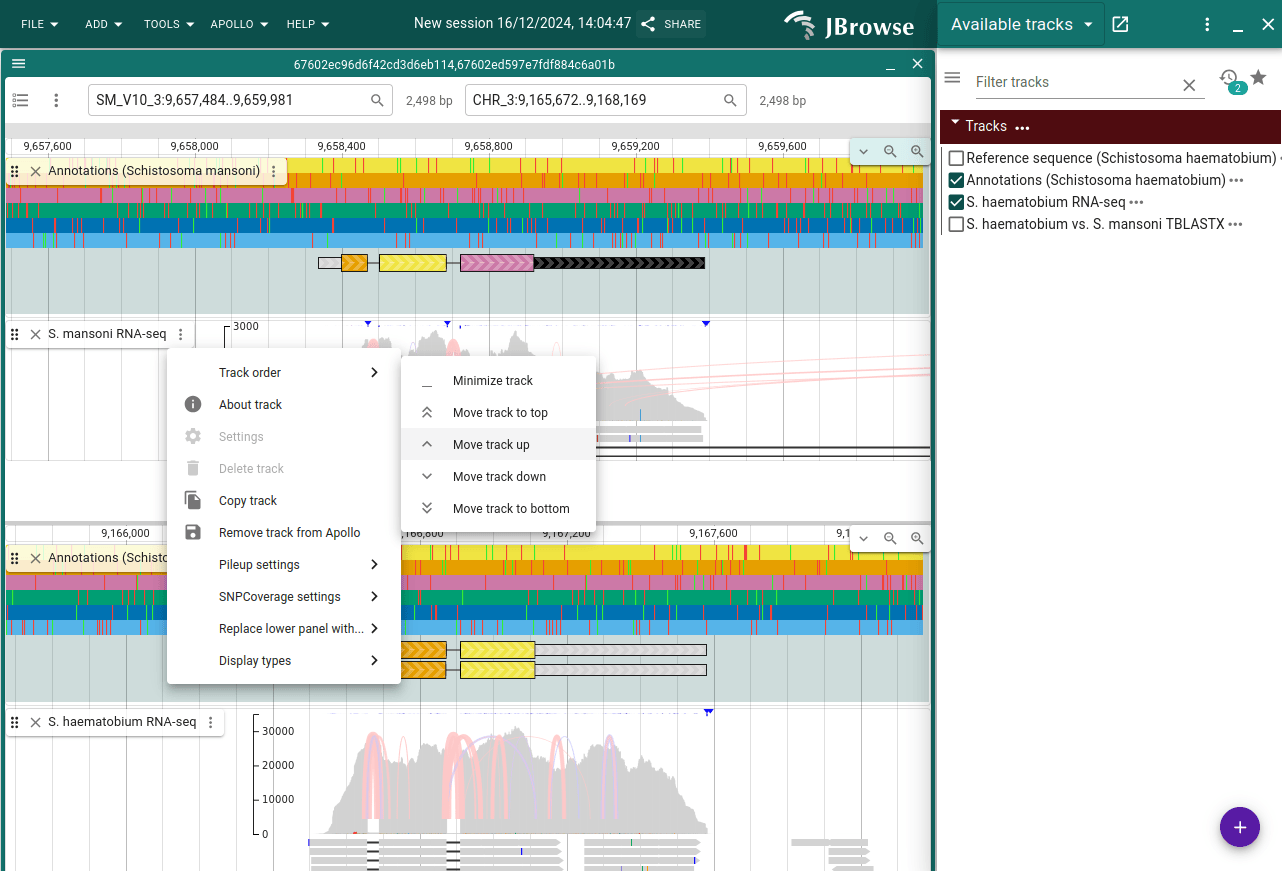 FILE ADD TOOLS APOLLO HELP New session 16/12/2024, 14:04:47 SHARE JBrowse Available tracks
67602ec96d6f42cd3d6eb114,67602ed597e7fdf884c6a01b
Filter tracks
2
SM_V10_3:9,657,484..9,659,981 2,498 bp CHR_3:9,165,672..9,168,169 2,498 bp
Tracks
9,657,600 9,658,000 9,658,400 9,658,800 9,659,200 9,659,600
Reference sequence (Schistosoma haematobium)
Annotations (Schistosoma haematobium)
S. haematobium RNA-seq
S. haematobium vs. S. mansoni TBLASTX
Annotations (Schistosoma mansoni)
S. mansoni RNA-seq
3000
Track order
About track
Settings
Delete track
Copy track
Remove track from Apollo
Pileup settings
SNPCoverage settings
Replace lower panel with...
Display types
Minimize track
Move track to top
Move track up
Move track down
Move track to bottom
9,166,000 166,800 9,167,200 9,167,600 9,1
Annotations (Schisto
S. haematobium RNA-seq
30000
20000
10000
0